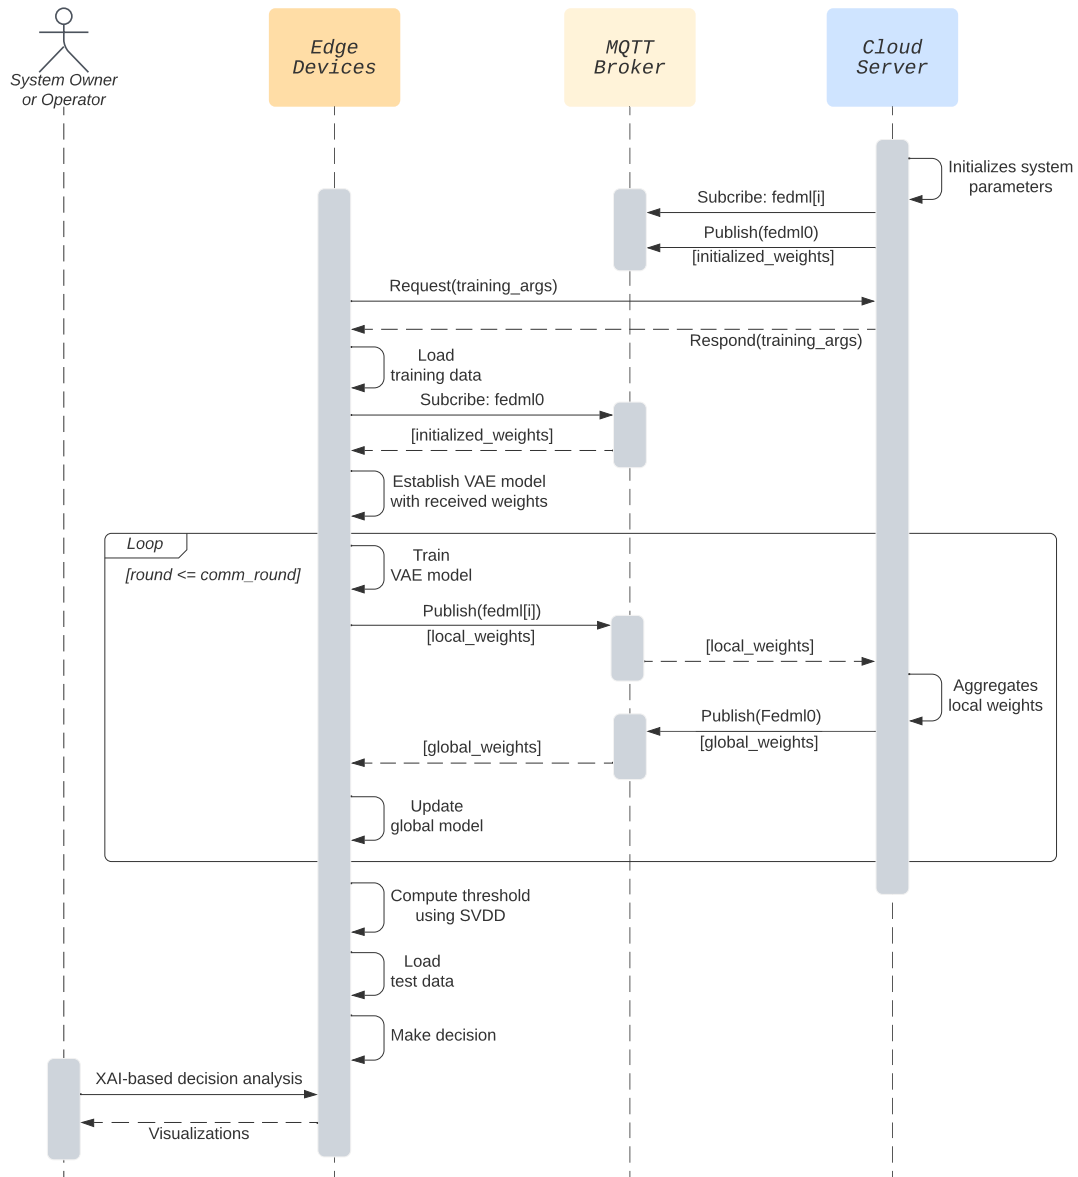 System Owner
or Operator
Edge
Devices
MQTT
Broker
Cloud
Server
Initializes system
parameters
Subcribe: fedml[i]
Publish(fedml0)
[initialized_weights]
Request(training_args)
Respond(training_args)
Load
training data
Subcribe: fedml0
[initialized_weights]
Establish VAE model
with received weights
Loop
[round <= comm_round]
Train
VAE model
Publish(fedml[i])
[local_weights]
[local_weights]
Aggregates
local weights
Publish(Fedml0)
[global_weights]
[global_weights]
Update
global model
Compute threshold
using SVDD
Load
test data
Make decision
XAI-based decision analysis
Visualizations